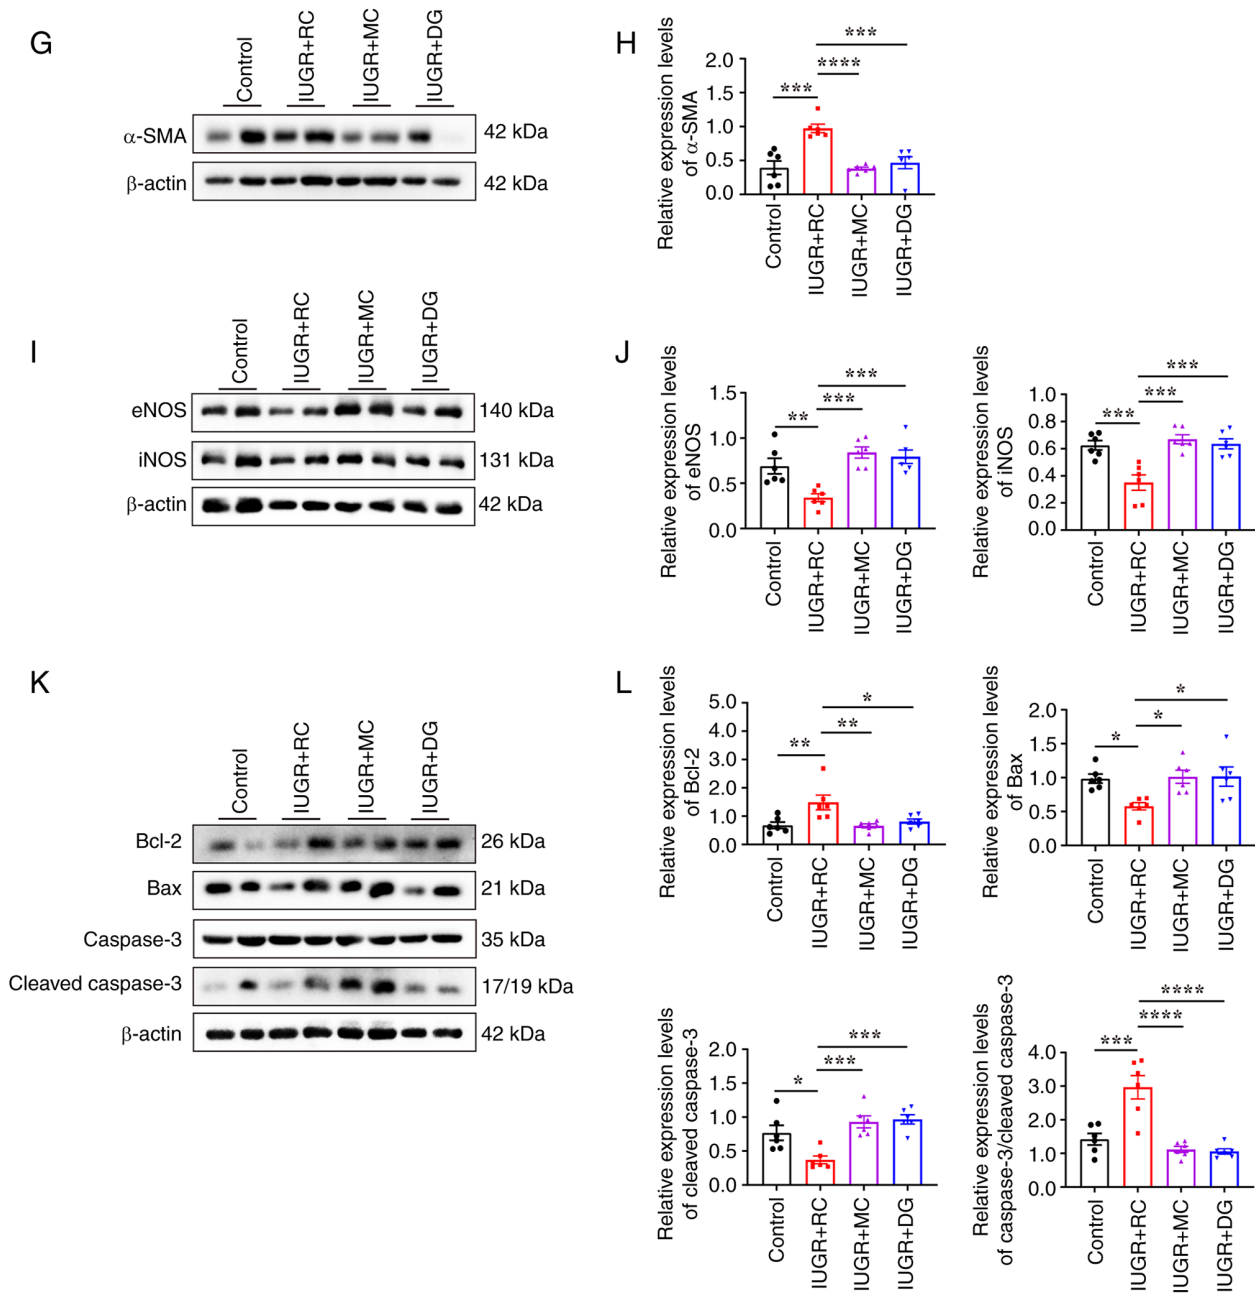 G
Control
IUGR+RC
IUGR+MC
IUGR+DG
α-SMA
42 kDa
β-actin
42 kDa
H
Relative expression levels
of α-SMA
2.0
1.5
1.0
0.5
0.0
***
****
***
Control
IUGR+RC
IUGR+MC
IUGR+DG
I
Control
IUGR+RC
IUGR+MC
IUGR+DG
eNOS
140 kDa
iNOS
131 kDa
β-actin
42 kDa
J
Relative expression levels
of eNOS
1.5
1.0
0.5
0.0
**
***
***
Control
IUGR+RC
IUGR+MC
IUGR+DG
Relative expression levels
of iNOS
1.0
0.8
0.6
0.4
0.2
0.0
***
***
***
Control
IUGR+RC
IUGR+MC
IUGR+DG
K
Control
IUGR+RC
IUGR+MC
IUGR+DG
Bcl-2
26 kDa
Bax
21 kDa
Caspase-3
35 kDa
Cleaved caspase-3
17/19 kDa
β-actin
42 kDa
L
Relative expression levels
of Bcl-2
5.0
4.0
3.0
2.0
1.0
0.0
**
**
*
Control
IUGR+RC
IUGR+MC
IUGR+DG
Relative expression levels
of Bax
2.0
1.5
1.0
0.5
0.0
*
*
*
Control
IUGR+RC
IUGR+MC
IUGR+DG
Relative expression levels
of cleaved caspase-3
2.0
1.5
1.0
0.5
0.0
*
***
***
Control
IUGR+RC
IUGR+MC
IUGR+DG
Relative expression levels
of caspase-3/cleaved caspase-3
4.0
3.0
2.0
1.0
0.0
***
****
****
Control
IUGR+RC
IUGR+MC
IUGR+DG